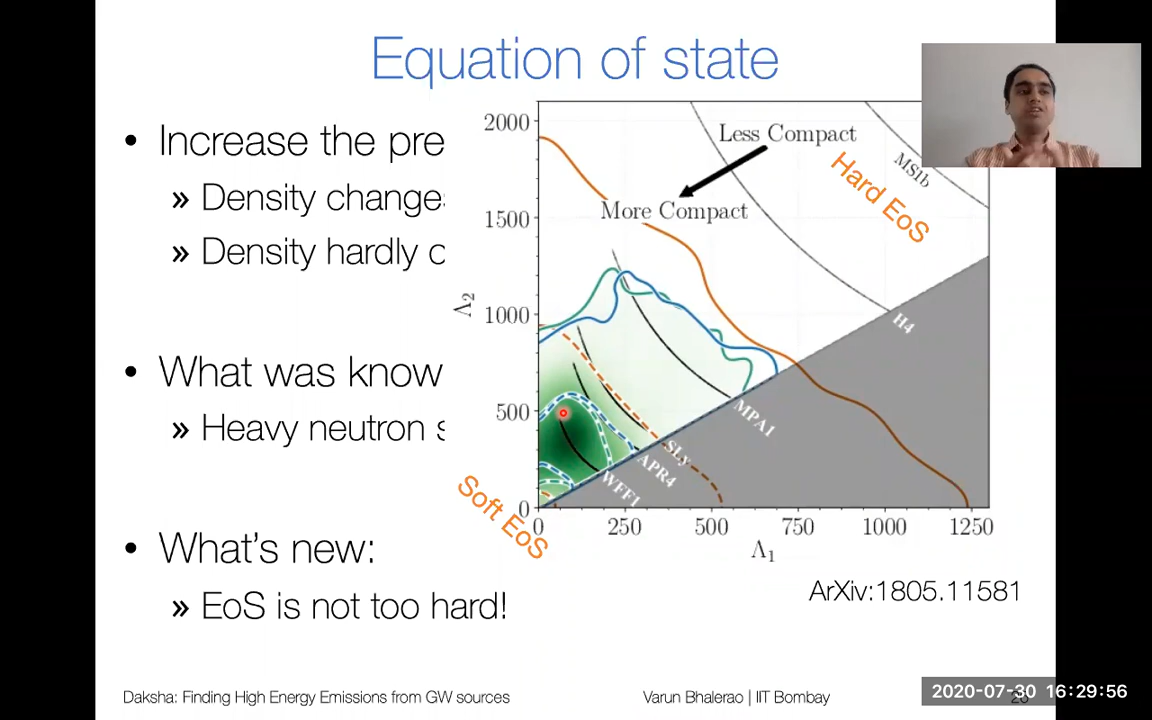 Equation of state
• Increase the pre
» Density change
» Density hardly
• What was know
» Heavy neutron
• What's new:
» EoS is not too hard!
2000
1500
1000
500
0
Λ2
Less Compact
More Compact
Hard EoS
MS1b
H4
MPA1
SLy
APR4
WFF1
Soft EoS
0 250 500 750 1000 1250
Λ1
ArXiv:1805.11581
Daksha: Finding High Energy Emissions from GW sources
Varun Bhalerao | IIT Bombay
2020-07-30 16:29:56